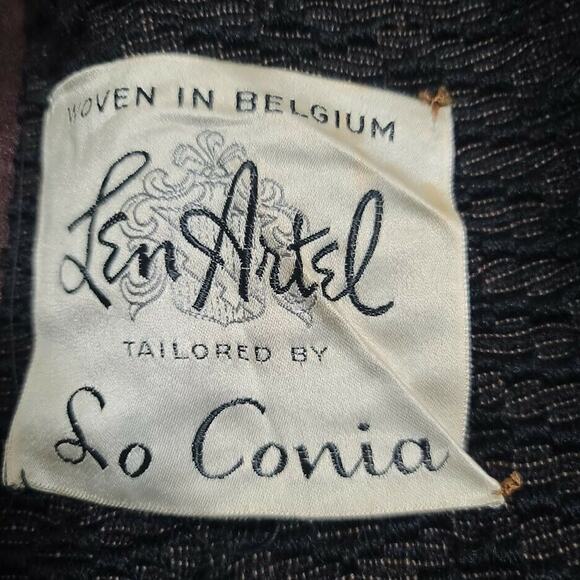 WOVEN IN BELGIUM
Len Artel
TAILORED BY
Lo Conia